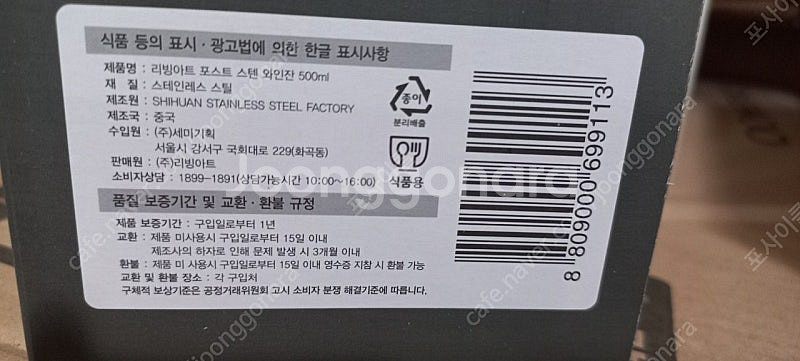 식품 등의 표시·광고법에 의한 한글 표시사항
제품명 : 리빙아트 포스트 스텐 와인잔 500ml
재 질 : 스테인레스 스틸
제조원 : SHIHUAN STAINLESS STEEL FACTORY
제조국 : 중국
수입원 : (주)세미기획
서울시 강서구 국회대로 229(화곡동)
판매원 : (주)리빙아트
소비자상담 : 1899-1891(상담가능시간 10:00~16:00)
종이
분리배출
식품용
품질 보증기간 및 교환·환불 규정
제품 보증기간 : 구입일로부터 1년
교환 : 제품 미사용시 구입일로부터 15일 이내
제조사의 하자로 인해 문제 발생 시 3개월 이내
환불 : 제품 미 사용시 구입일로부터 15일 이내 영수증 지참 시 환불 가능
교환 및 환불 장소 : 각 구입처
구체적 보상기준은 공정거래위원회 고시 소비자 분쟁 해결기준에 따릅니다.
8 809000 699113
Joonggonara